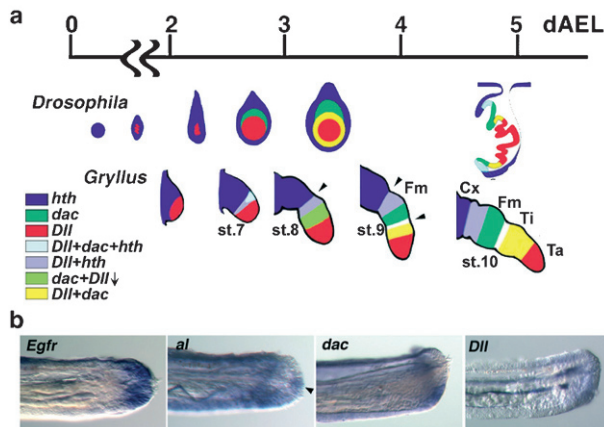 a
0 2 3 4 5 dAEL
Drosophila
Gryllus
hth
dac
Dll
Dll+dac+hth
Dll+hth
dac+Dll↓
Dll+dac
st.7
st.8
Fm
st.9
Cx
Fm
Ti
Ta
st.10
b
Egfr
al
dac
Dll